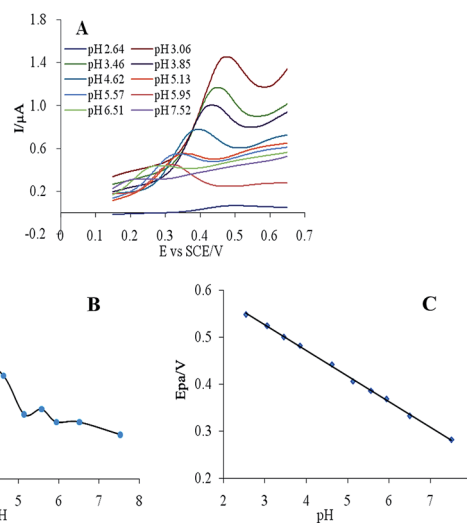 A
1.8
1.4
1.0
0.6
0.2
-0.2
I/µA
pH 2.64 pH 3.06
pH 3.46 pH 3.85
pH 4.62 pH 5.13
pH 5.57 pH 5.95
pH 6.51 pH 7.52
0 0.1 0.2 0.3 0.4 0.5 0.6 0.7
E vs SCE/V
B
5 6 7 8
H
C
0.6
0.5
0.4
0.3
0.2
Epa/V
2 3 4 5 6 7
pH